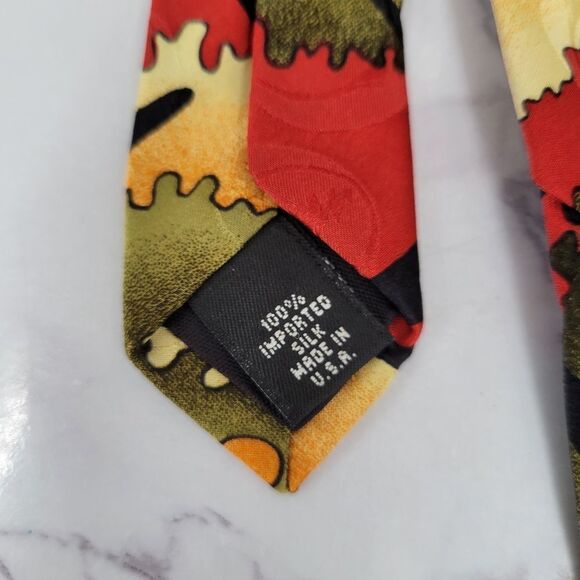 100%
IMPORTED
SILK
MADE IN
U.S.A.